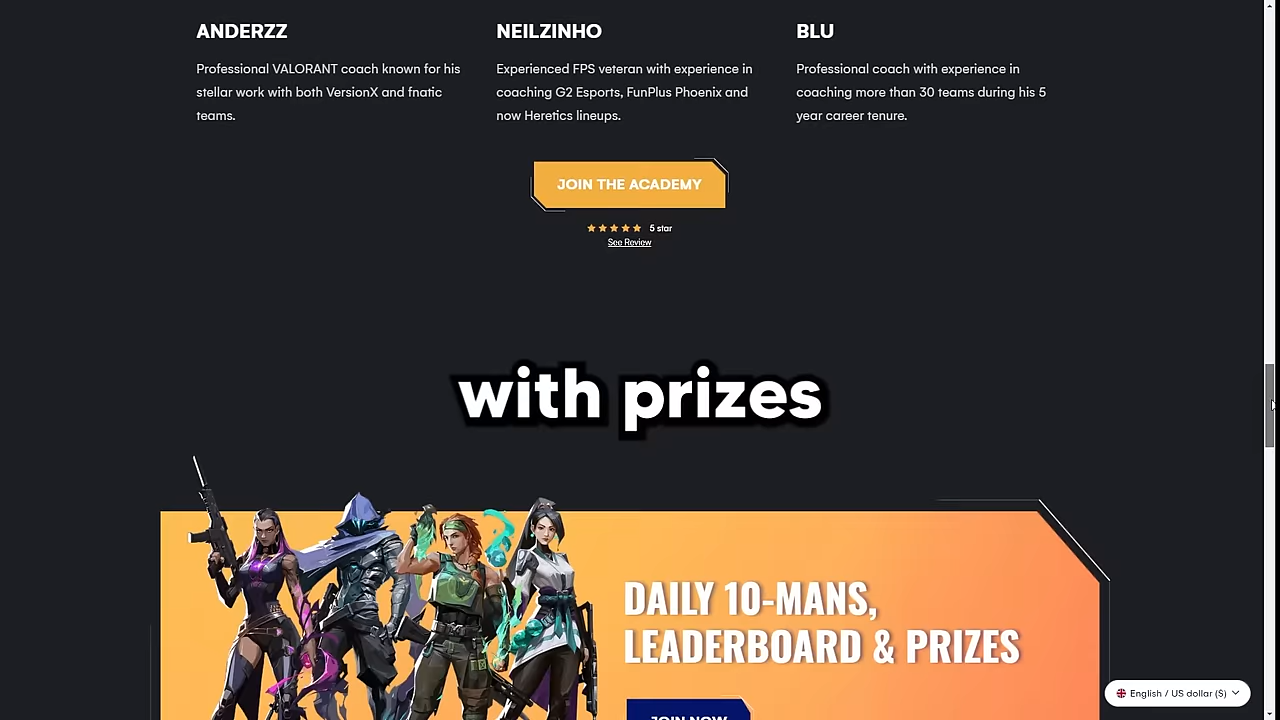 ANDERZZ
Professional VALORANT coach known for his
stellar work with both VersionX and fnatic
teams.
NEILZINHO
Experienced FPS veteran with experience in
coaching G2 Esports, FunPlus Phoenix and
now Heretics lineups.
BLU
Professional coach with experience in
coaching more than 30 teams during his 5
year career tenure.
JOIN THE ACADEMY
5 star
See Review
with prizes
DAILY 10-MANS,
LEADERBOARD & PRIZES
JOIN NOW
English / US dollar ($)